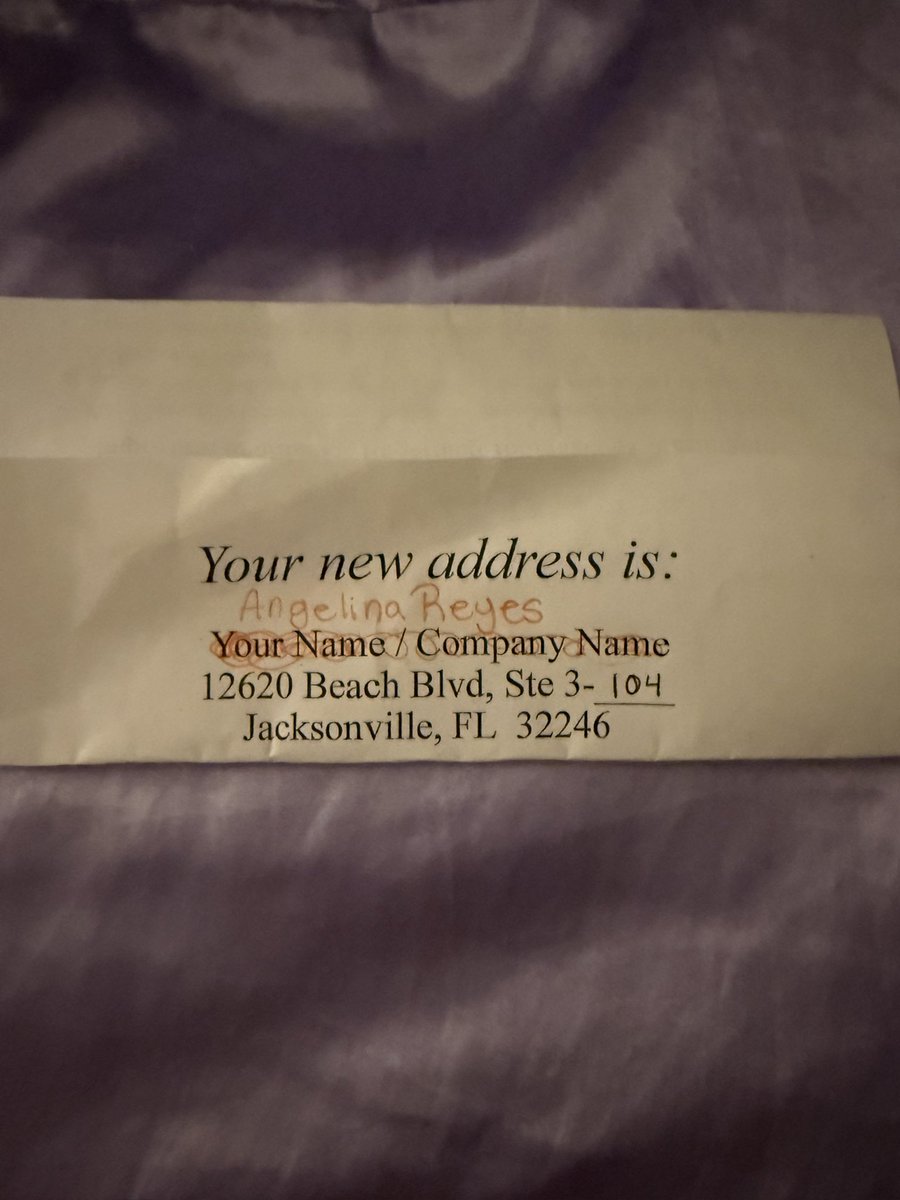 Your new address is:
Angelina Reyes
Your Name / Company Name
12620 Beach Blvd, Ste 3- 104
Jacksonville, FL 32246